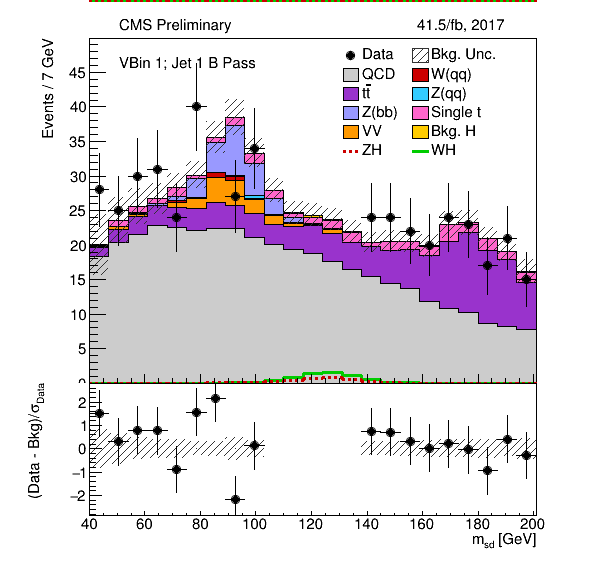 CMS Preliminary 41.5/fb, 2017
VBin 1; Jet 1 B Pass
Data Bkg. Unc.
QCD W(qq)
tt̄ Z(qq)
Z(bb) Single t
VV Bkg. H
ZH WH
Events / 7 GeV
45
40
35
30
25
20
15
10
5
0
(Data - Bkg)/σData
2
1
0
−1
−2
40 60 80 100 120 140 160 180 200
msd [GeV]